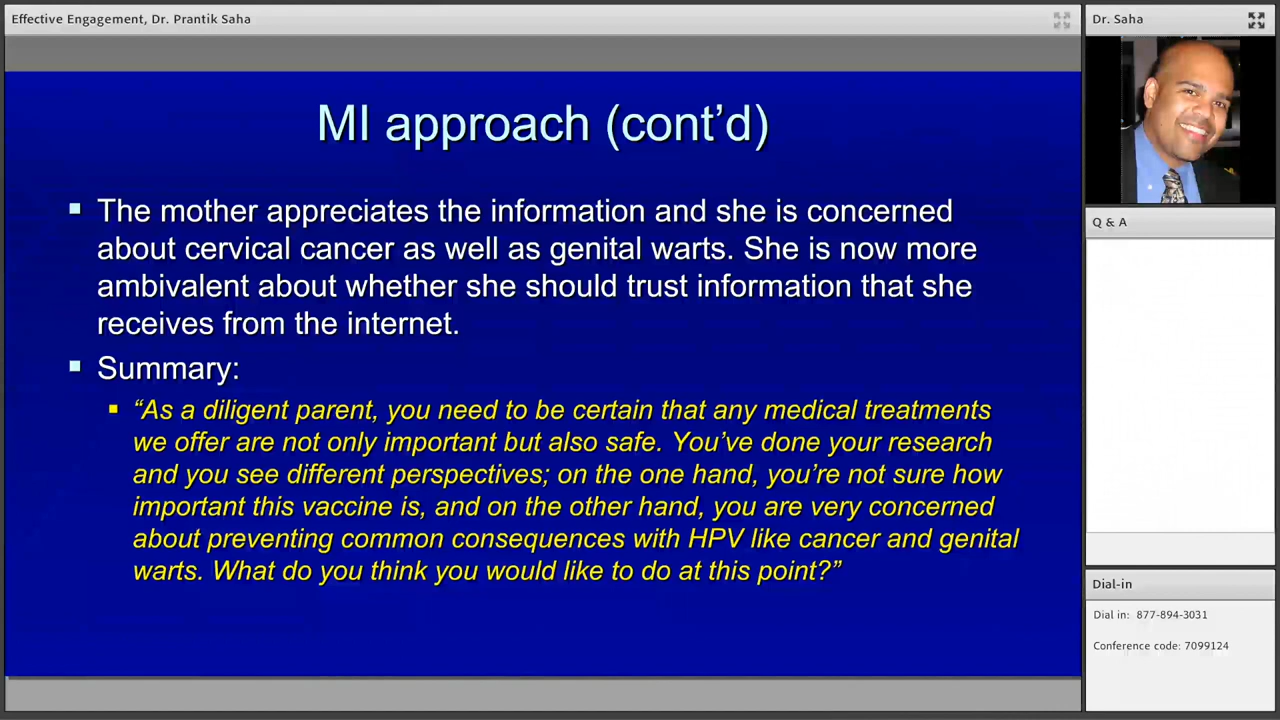 Effective Engagement, Dr. Prantik Saha
MI approach (cont’d)
The mother appreciates the information and she is concerned
about cervical cancer as well as genital warts. She is now more
ambivalent about whether she should trust information that she
receives from the internet.
Summary:
“As a diligent parent, you need to be certain that any medical treatments
we offer are not only important but also safe. You’ve done your research
and you see different perspectives; on the one hand, you’re not sure how
important this vaccine is, and on the other hand, you are very concerned
about preventing common consequences with HPV like cancer and genital
warts. What do you think you would like to do at this point?”
Dr. Saha
Q & A
Dial-in
Dial in: 877-894-3031
Conference code: 7099124